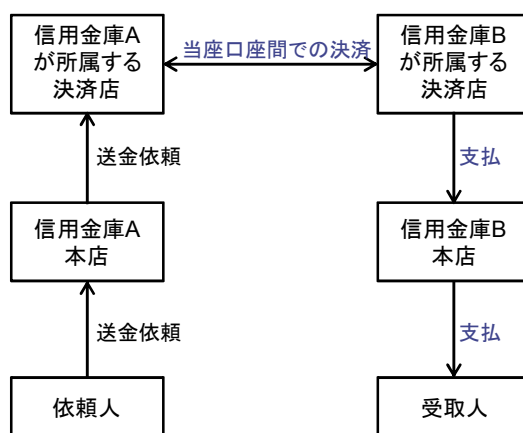 信用金庫A
が所属する
決済店
当座口座間での決済
信用金庫B
が所属する
決済店
送金依頼
支払
信用金庫A
本店
信用金庫B
本店
送金依頼
支払
依頼人
受取人